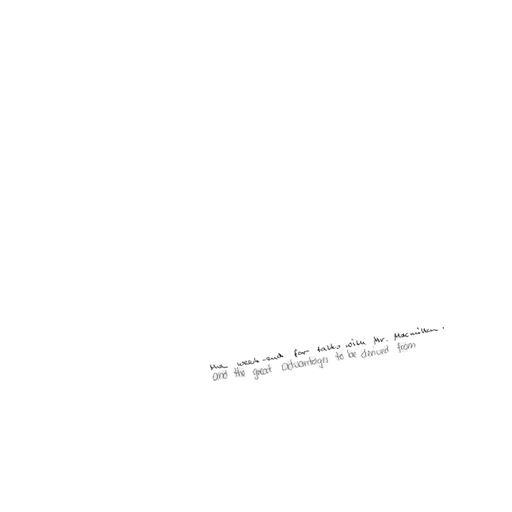 the week-end for talks with Mr. Macmillan.
and the great advantages to be derived from